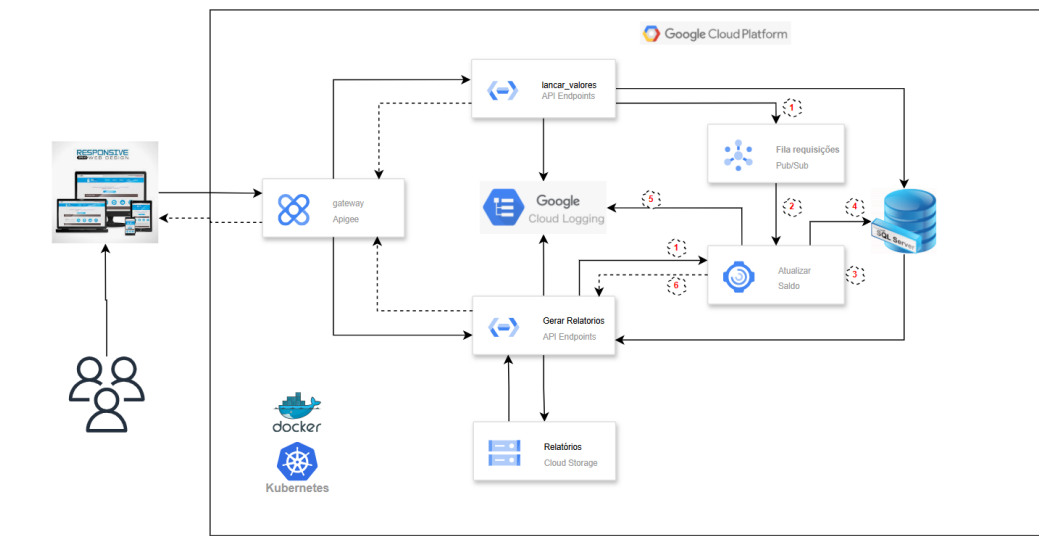 Google Cloud Platform
lancar_valores
API Endpoints
1
RESPONSIVE
WEB DESIGN
Fila requisições
Pub/Sub
gateway
Apigee
Google
Cloud Logging
5
2
4
SQL Server
1
6
Atualizar
Saldo
3
Gerar Relatorios
API Endpoints
docker
Kubernetes
Relatórios
Cloud Storage